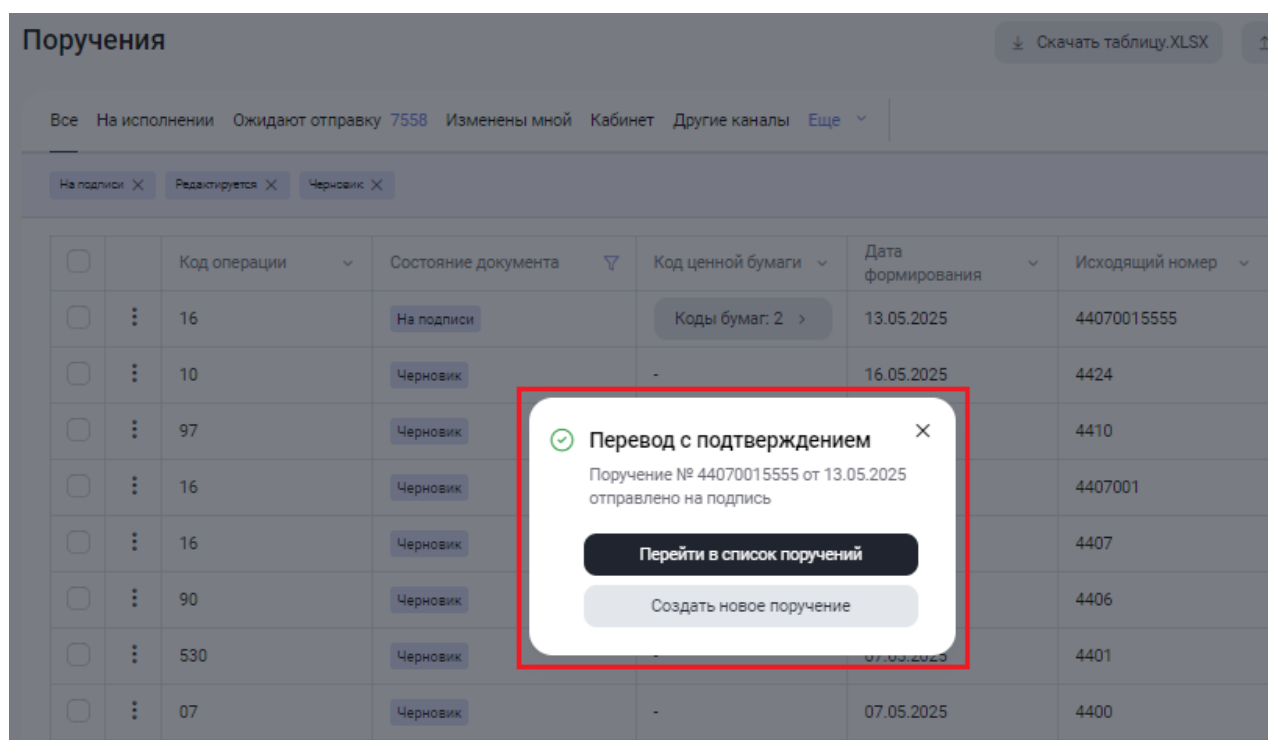 Поручения
Скачать таблицу.XLSX
Все На исполнении Ожидают отправку 7558 Изменены мной Кабинет Другие каналы Еще
На подписи Редактируется Черновик
Код операции Состояние документа Код ценной бумаги Дата формирования Исходящий номер
16 На подписи Коды бумаг: 2 13.05.2025 44070015555
10 Черновик - 16.05.2025 4424
97 Черновик 4410
16 Черновик 4407001
16 Черновик 4407
90 Черновик 4406
530 Черновик - 07.05.2025 4401
07 Черновик - 07.05.2025 4400
Перевод с подтверждением
Поручение № 44070015555 от 13.05.2025
отправлено на подпись
Перейти в список поручений
Создать новое поручение